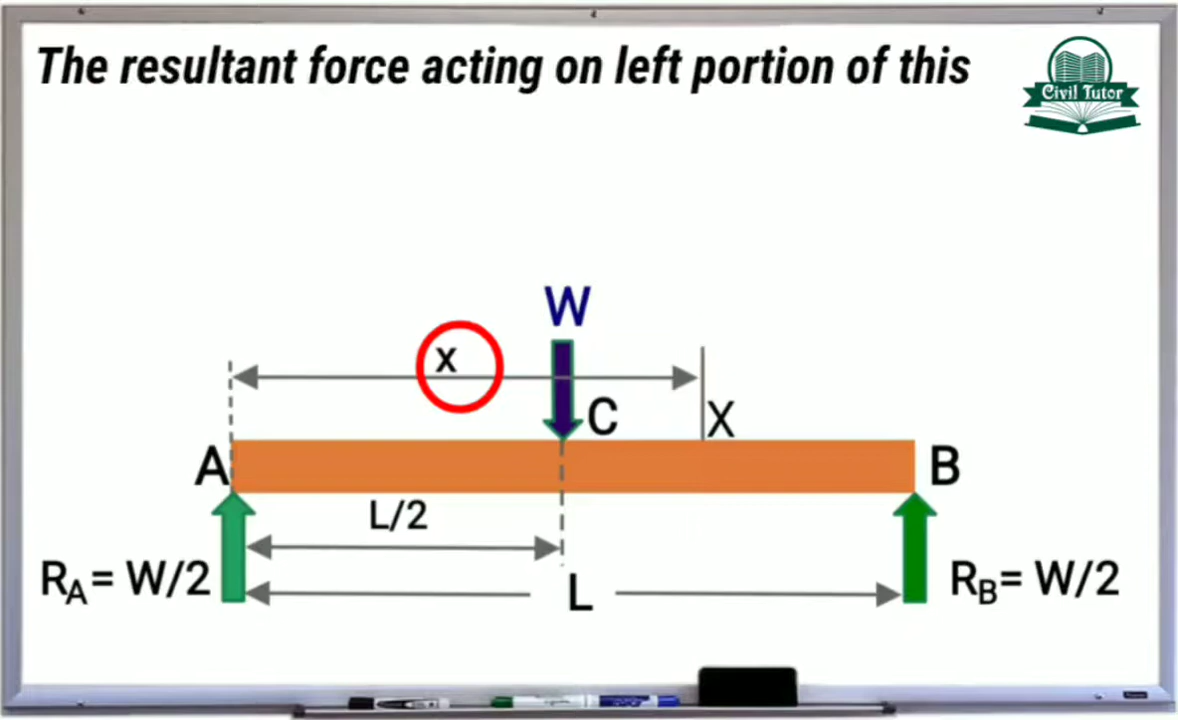 The resultant force acting on left portion of this
Civil Tutor
W
x
C
X
A
B
L/2
RA= W/2
L
RB= W/2